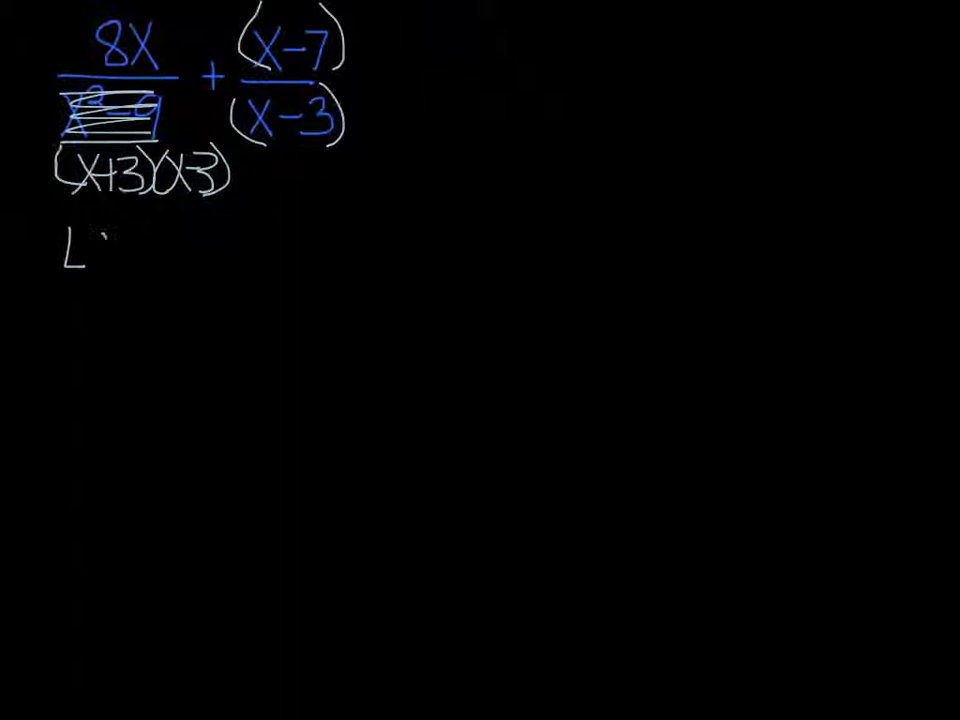 8x/x²-9 + (x-7)/(x-3)
(x+3)(x-3)
L